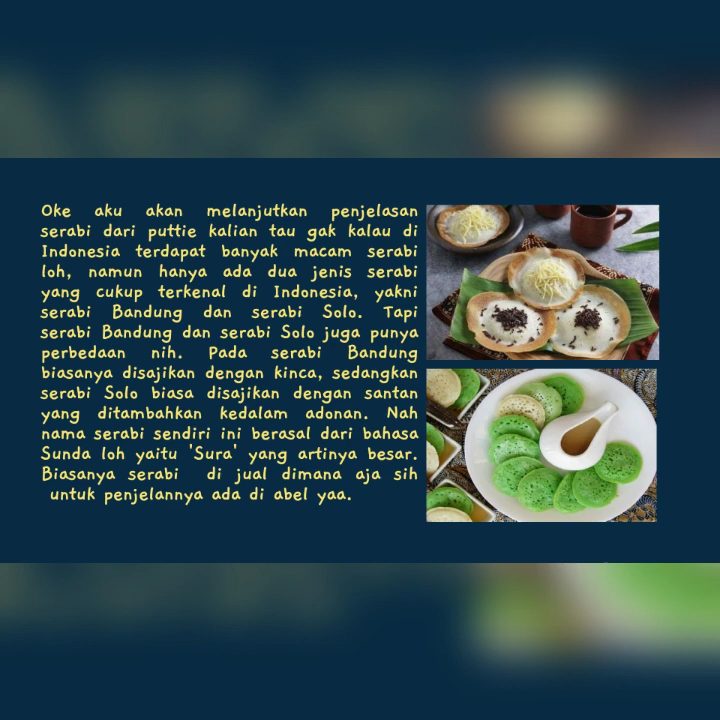 Oke aku akan melanjutkan penjelasan
serabi dari puttie kalian tau gak kalau di
Indonesia terdapat banyak macam serabi
loh, namun hanya ada dua jenis serabi
yang cukup terkenal di Indonesia, yakni
serabi Bandung dan serabi Solo. Tapi
serabi Bandung dan serabi Solo juga punya
perbedaan nih. Pada serabi Bandung
biasanya disajikan dengan kinca, sedangkan
serabi Solo biasa disajikan dengan santan
yang ditambahkan kedalam adonan. Nah
nama serabi sendiri ini berasal dari bahasa
Sunda loh yaitu 'Sura' yang artinya besar.
Biasanya serabi di jual dimana aja sih
untuk penjelannya ada di abel yaa.